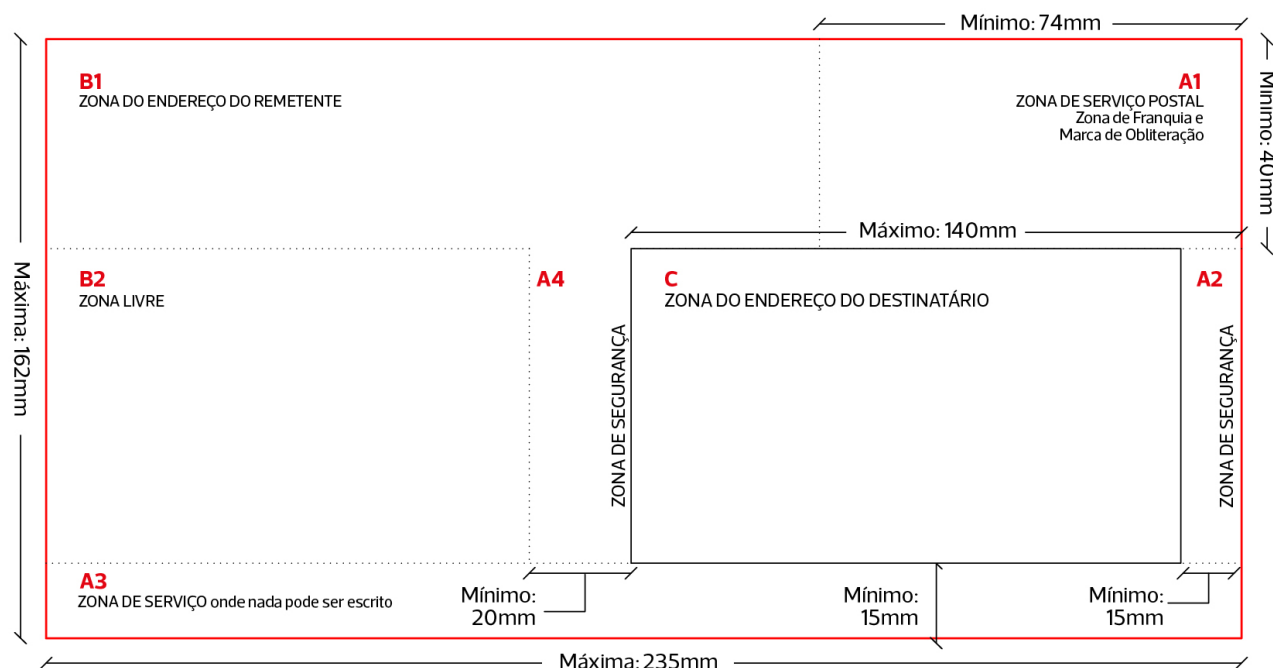 Mínimo: 74mm
B1
ZONA DO ENDEREÇO DO REMETENTE
A1
ZONA DE SERVIÇO POSTAL
Zona de Franquia e
Marca de Obliteração
Mínimo: 40mm
Máximo: 140mm
Máxima: 162mm
B2
ZONA LIVRE
A4
ZONA DE SEGURANÇA
C
ZONA DO ENDEREÇO DO DESTINATÁRIO
A2
ZONA DE SEGURANÇA
A3
ZONA DE SERVIÇO onde nada pode ser escrito
Mínimo:
20mm
Mínimo:
15mm
Mínimo:
15mm
Máxima: 235mm